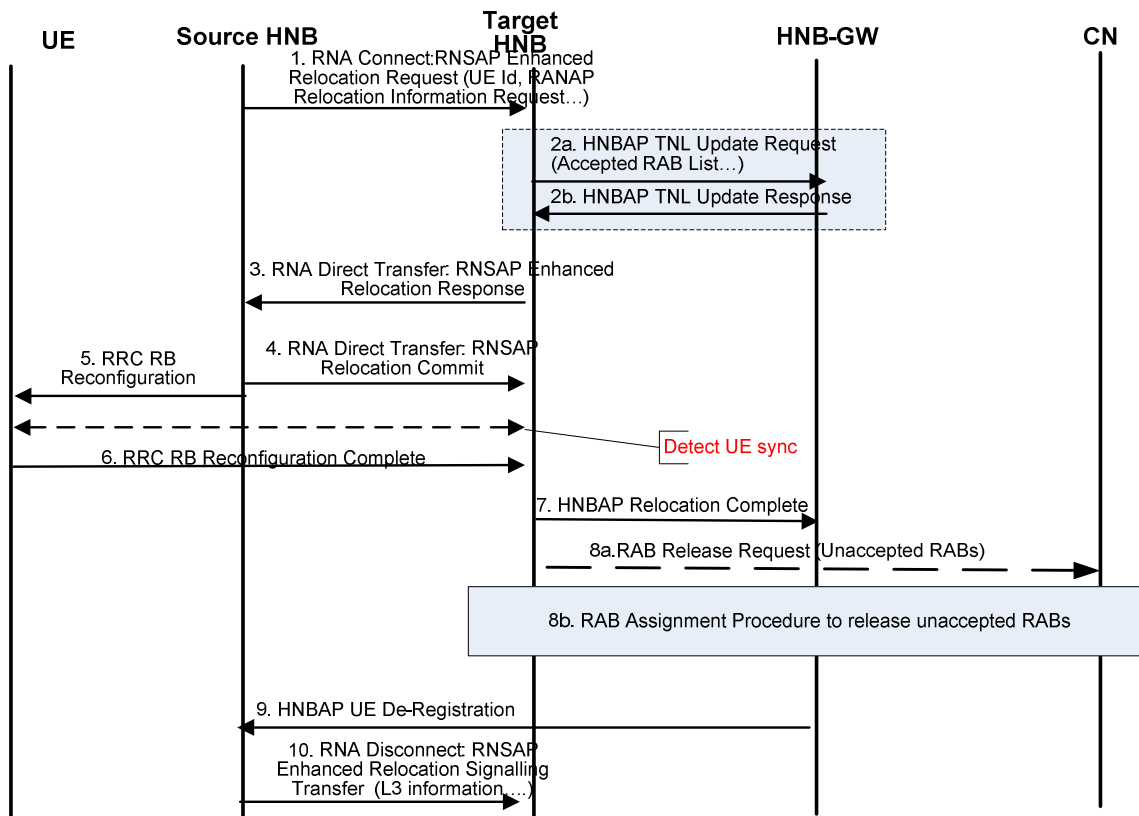 UE
Source HNB
Target
HNB
HNB-GW
CN
1. RNA Connect:RNSAP Enhanced
Relocation Request (UE Id, RANAP
Relocation Information Request…)
2a. HNBAP TNL Update Request
(Accepted RAB List…)
2b. HNBAP TNL Update Response
3. RNA Direct Transfer: RNSAP Enhanced
Relocation Response
4. RNA Direct Transfer: RNSAP
Relocation Commit
5. RRC RB
Reconfiguration
Detect UE sync
6. RRC RB Reconfiguration Complete
7. HNBAP Relocation Complete
8a.RAB Release Request (Unaccepted RABs)
8b. RAB Assignment Procedure to release unaccepted RABs
9. HNBAP UE De-Registration
10. RNA Disconnect: RNSAP
Enhanced Relocation Signalling
Transfer (L3 information,…)